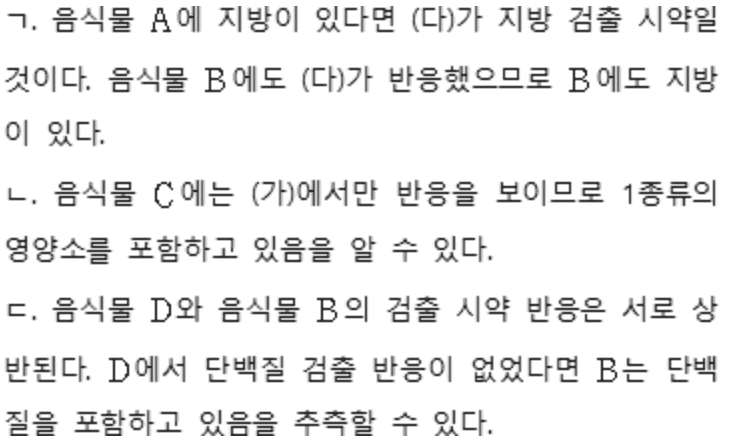 ㄱ. 음식물 A에 지방이 있다면 (다)가 지방 검출 시약일
것이다. 음식물 B에도 (다)가 반응했으므로 B에도 지방
이 있다.
ㄴ. 음식물 C에는 (가)에서만 반응을 보이므로 1종류의
영양소를 포함하고 있음을 알 수 있다.
ㄷ. 음식물 D와 음식물 B의 검출 시약 반응은 서로 상
반된다. D에서 단백질 검출 반응이 없었다면 B는 단백
질을 포함하고 있음을 추측할 수 있다.